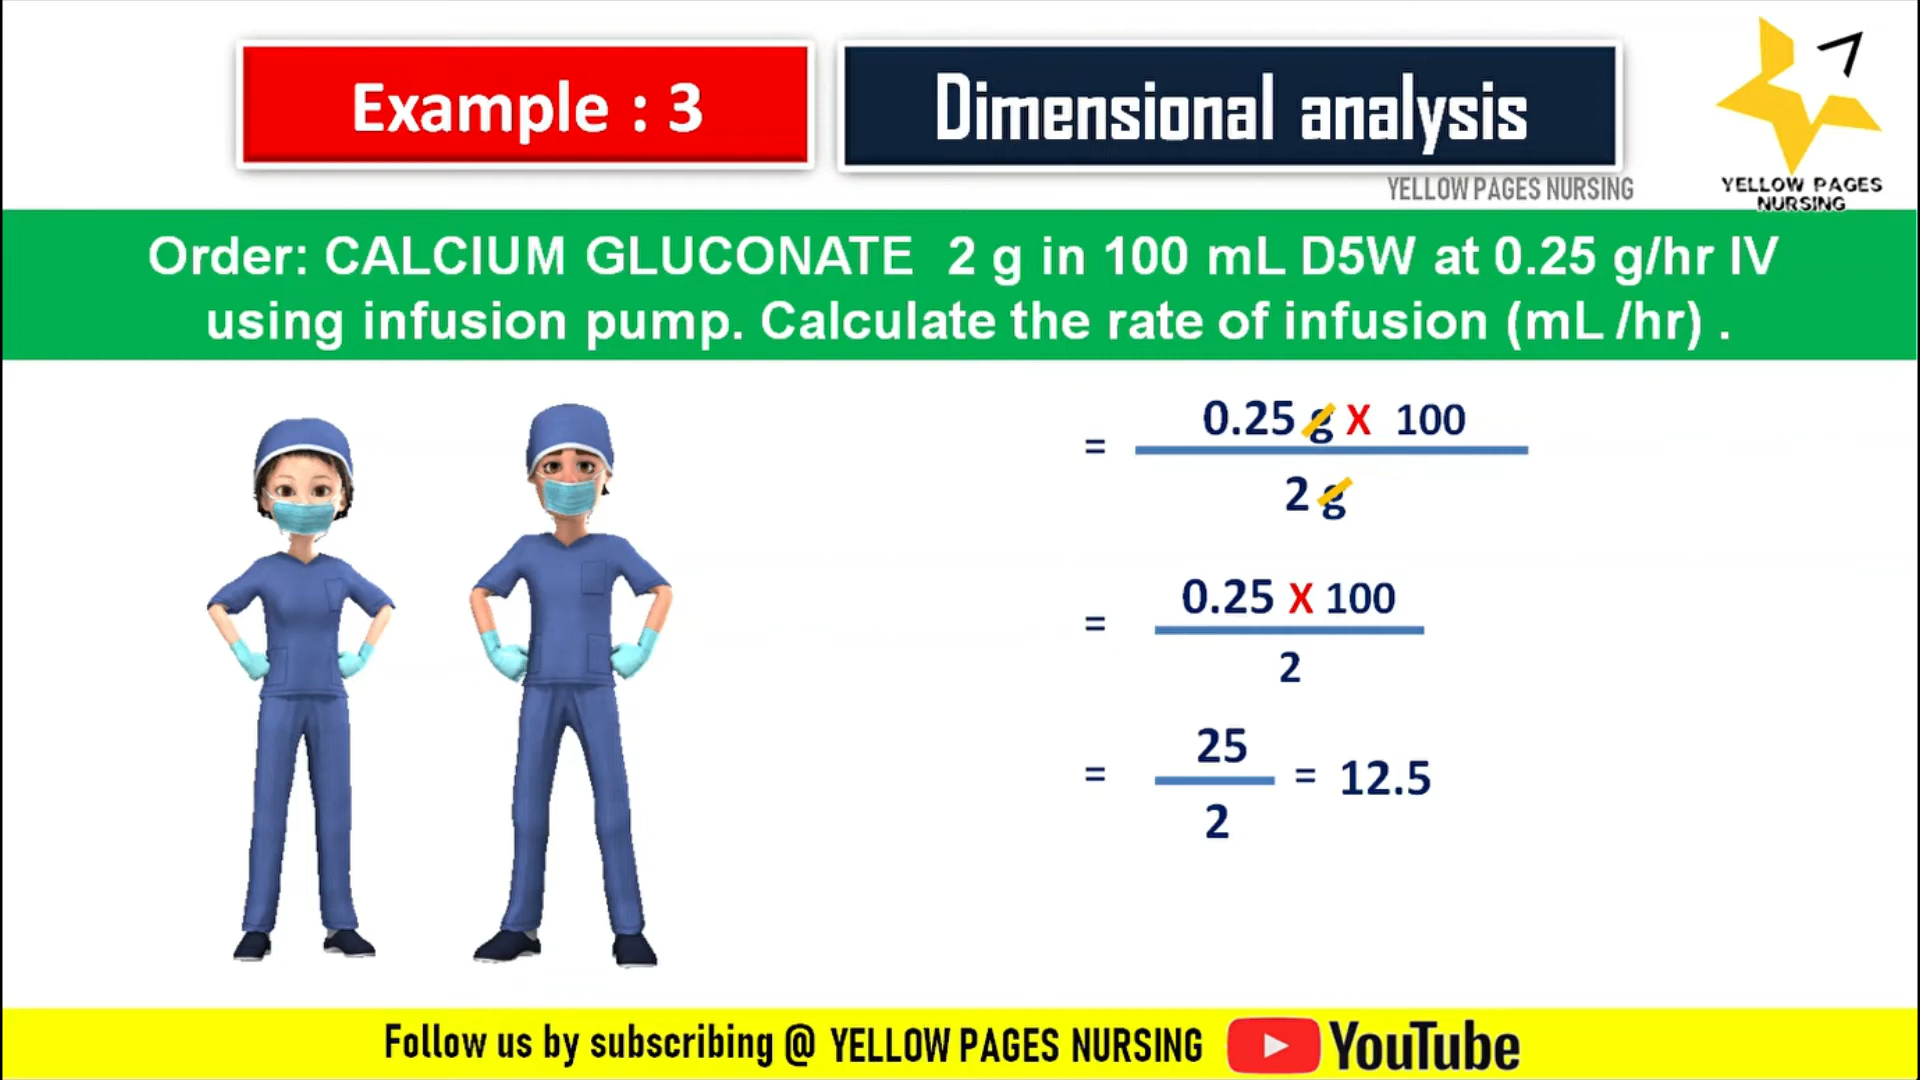 Example : 3
Dimensional analysis
YELLOW PAGES NURSING
YELLOW PAGES
NURSING
Order: CALCIUM GLUCONATE 2 g in 100 mL D5W at 0.25 g/hr IV
using infusion pump. Calculate the rate of infusion (mL /hr) .
= 0.25 g X 100
2 g
= 0.25 X 100
2
= 25
2
= 12.5
Follow us by subscribing @ YELLOW PAGES NURSING YouTube